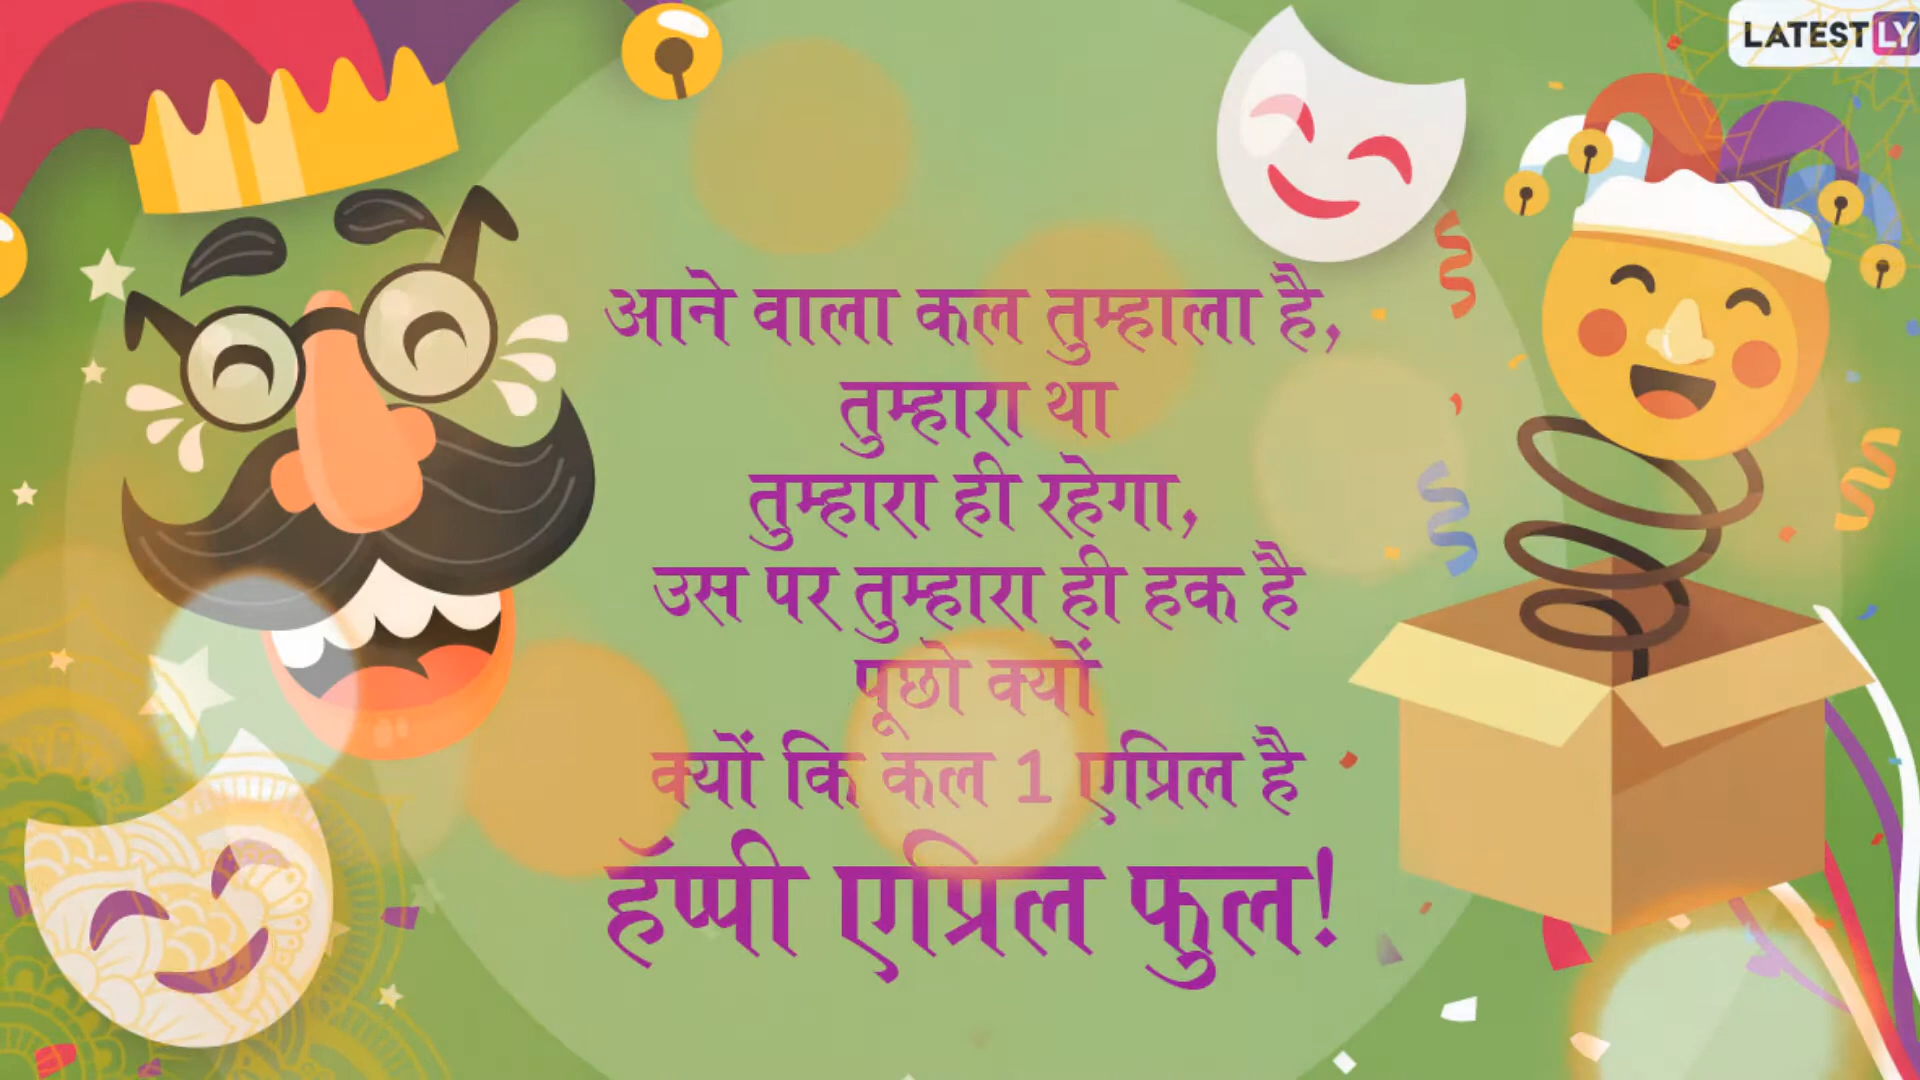 LATESTLY
आने वाला कल तुम्हाला है,
तुम्हारा था
तुम्हारा ही रहेगा,
उस पर तुम्हारा ही हक है
पूछो क्यों
क्यों कि कल 1 एप्रिल है
हॅप्पी एप्रिल फुल!